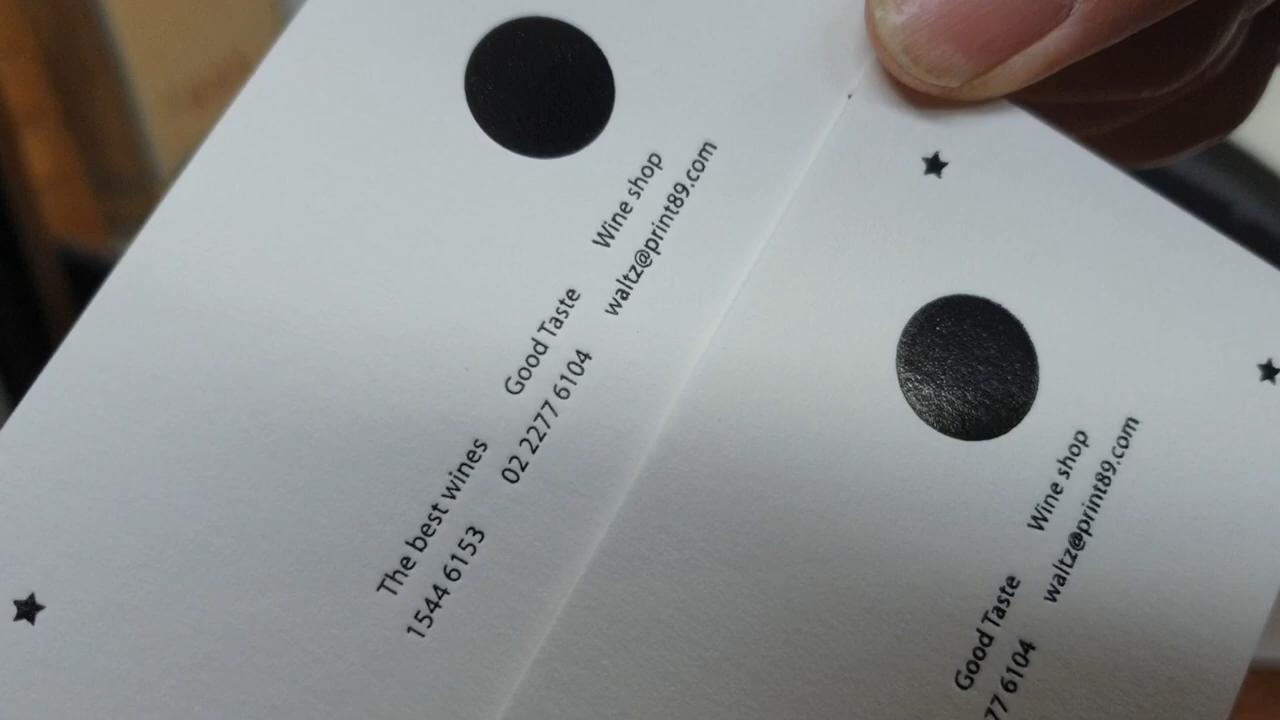 The best wines Good Taste Wine shop
1544 6153 02 2277 6104 waltz@print89.com
Good Taste Wine shop
77 6104 waltz@print89.com